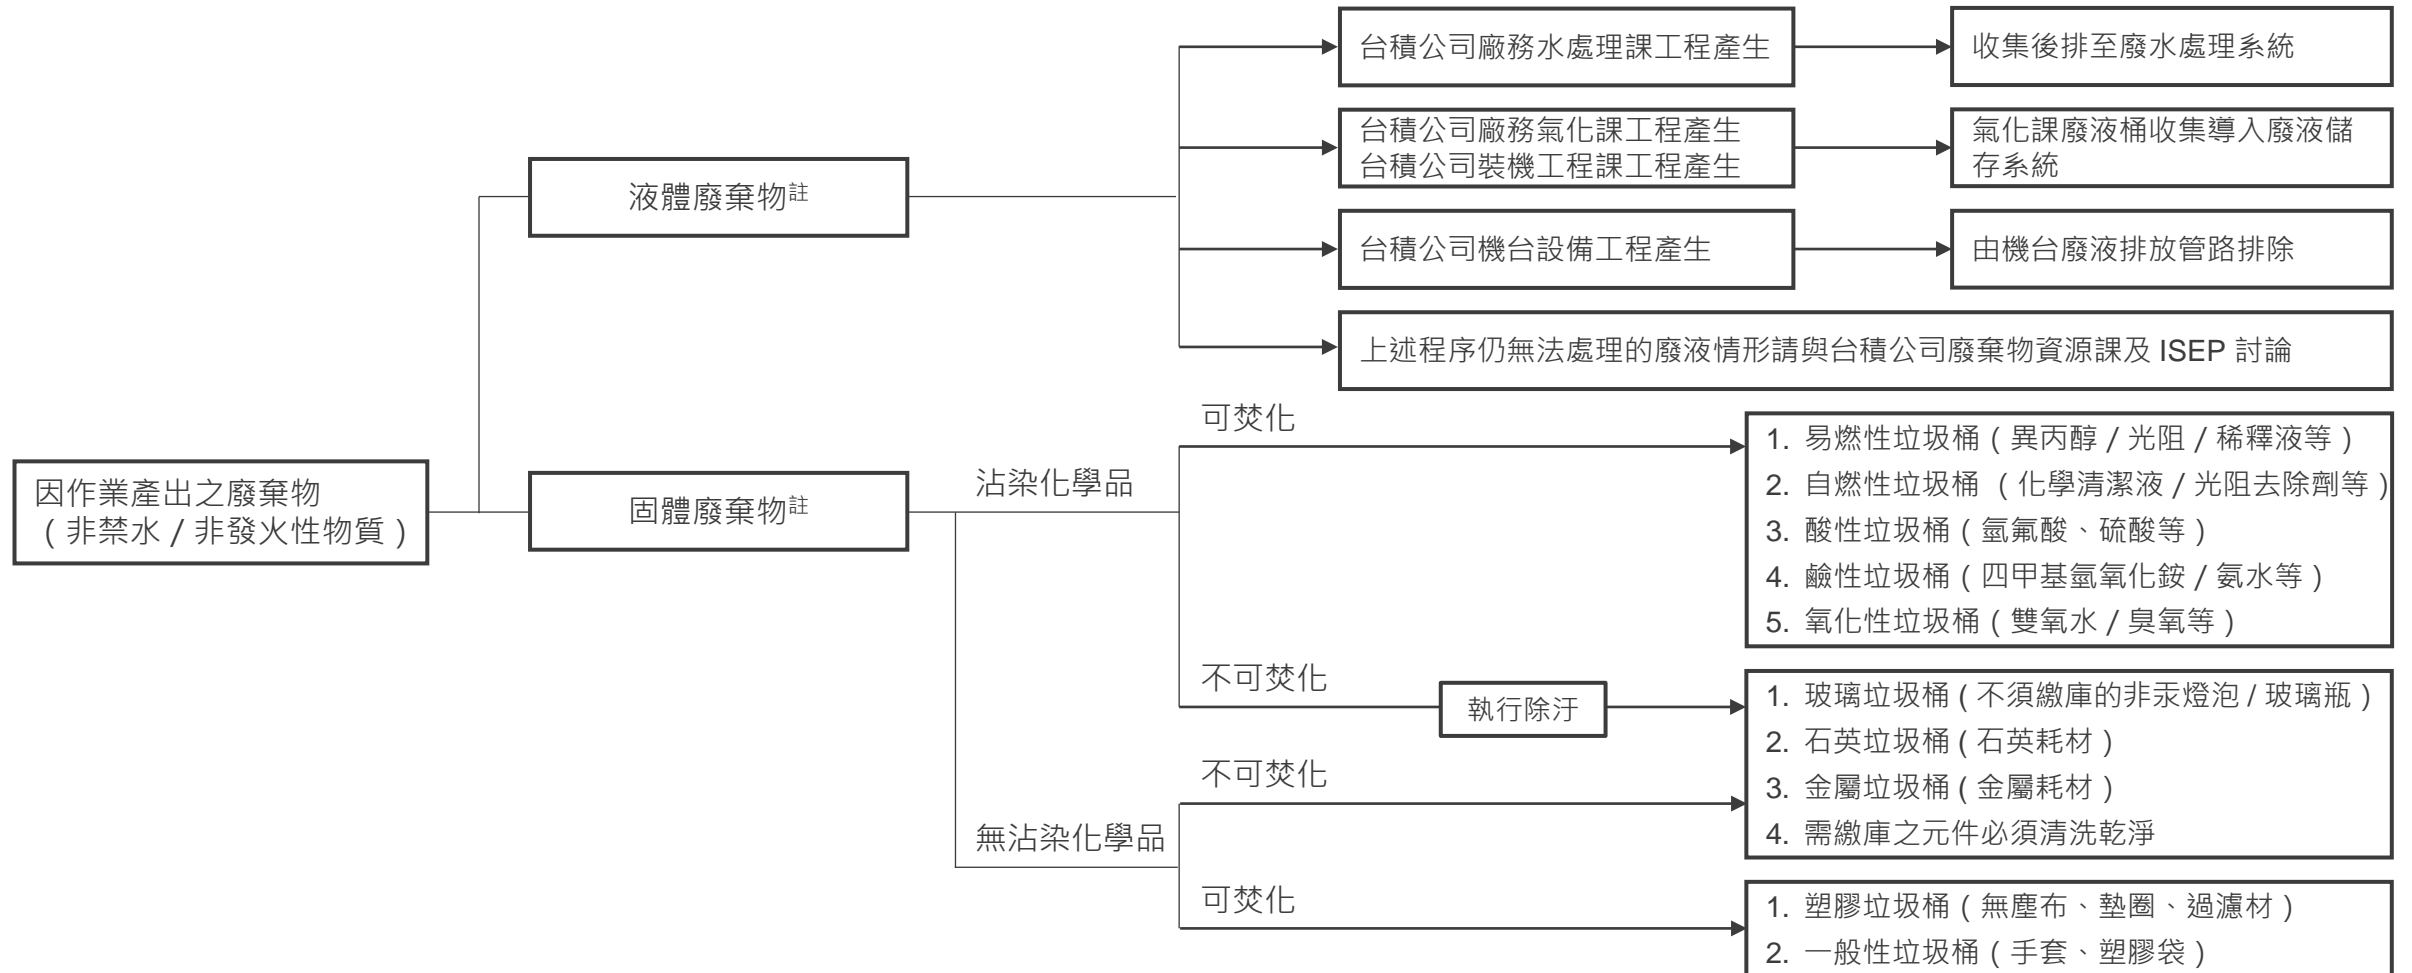 台積公司廠務水處理課工程產生
收集後排至廢水處理系統
台積公司廠務氣化課工程產生
台積公司裝機工程課工程產生
氣化課廢液桶收集導入廢液儲
存系統
液體廢棄物註
台積公司機台設備工程產生
由機台廢液排放管路排除
上述程序仍無法處理的廢液情形請與台積公司廢棄物資源課及 ISEP 討論
因作業產出之廢棄物
（非禁水 / 非發火性物質）
固體廢棄物註
沾染化學品
可焚化
1. 易燃性垃圾桶（異丙醇 / 光阻 / 稀釋液等）
2. 自燃性垃圾桶 （化學清潔液 / 光阻去除劑等）
3. 酸性垃圾桶（氫氟酸、硫酸等）
4. 鹼性垃圾桶（四甲基氫氧化銨 / 氨水等）
5. 氧化性垃圾桶（雙氧水 / 臭氧等）
不可焚化
執行除汙
1. 玻璃垃圾桶（不須繳庫的非汞燈泡 / 玻璃瓶）
2. 石英垃圾桶（石英耗材）
3. 金屬垃圾桶（金屬耗材）
4. 需繳庫之元件必須清洗乾淨
不可焚化
無沾染化學品
可焚化
1. 塑膠垃圾桶（無塵布、墊圈、過濾材）
2. 一般性垃圾桶（手套、塑膠袋）